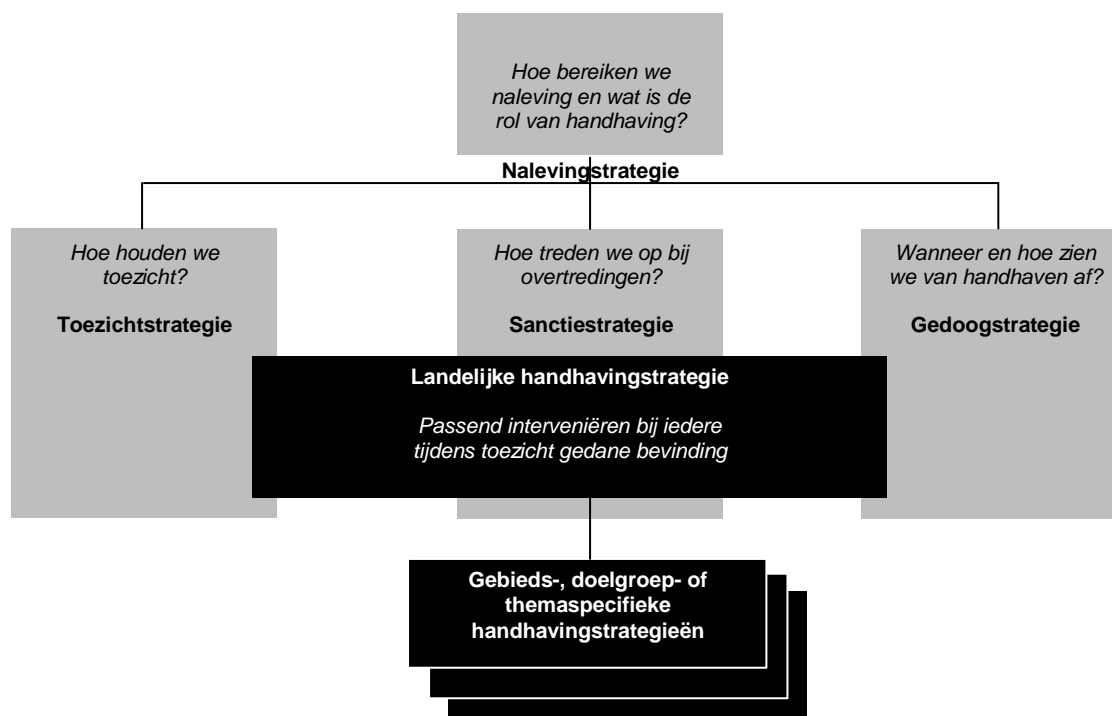 Hoe bereiken we
naleving en wat is de
rol van handhaving?
Nalevingstrategie
Hoe houden we
toezicht?
Toezichtstrategie
Hoe treden we op bij
overtredingen?
Sanctiestrategie
Wanneer en hoe zien
we van handhaven af?
Gedoogstrategie
Landelijke handhavingstrategie
Passend interveniëren bij iedere
tijdens toezicht gedane bevinding
Gebieds-, doelgroep- of
themaspecifieke
handhavingstrategieën